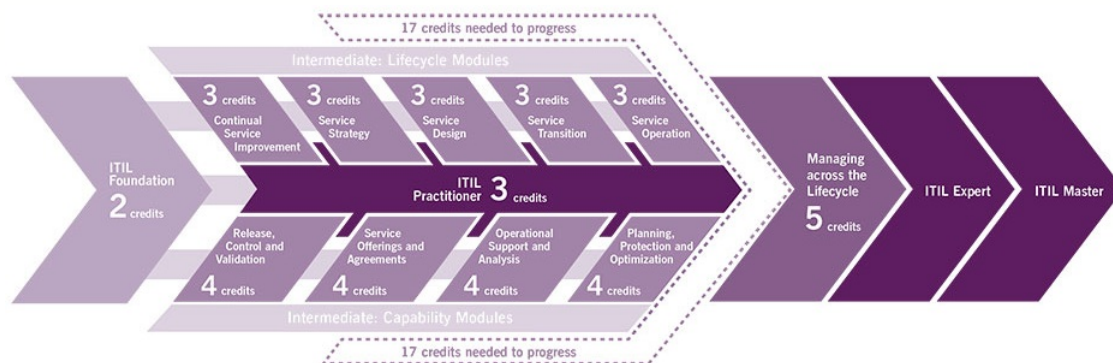 17 credits needed to progress
Intermediate: Lifecycle Modules
3 credits
Continual
Service
Improvement
3 credits
Service
Strategy
3 credits
Service
Design
3 credits
Service
Transition
3 credits
Service
Operation
ITIL
Foundation
2 credits
ITIL
Practitioner
3 credits
Release,
Control and
Validation
4 credits
Service
Offerings and
Agreements
4 credits
Operational
Support and
Analysis
4 credits
Planning,
Protection and
Optimization
4 credits
Intermediate: Capability Modules
17 credits needed to progress
Managing
across the
Lifecycle
5 credits
ITIL Expert
ITIL Master